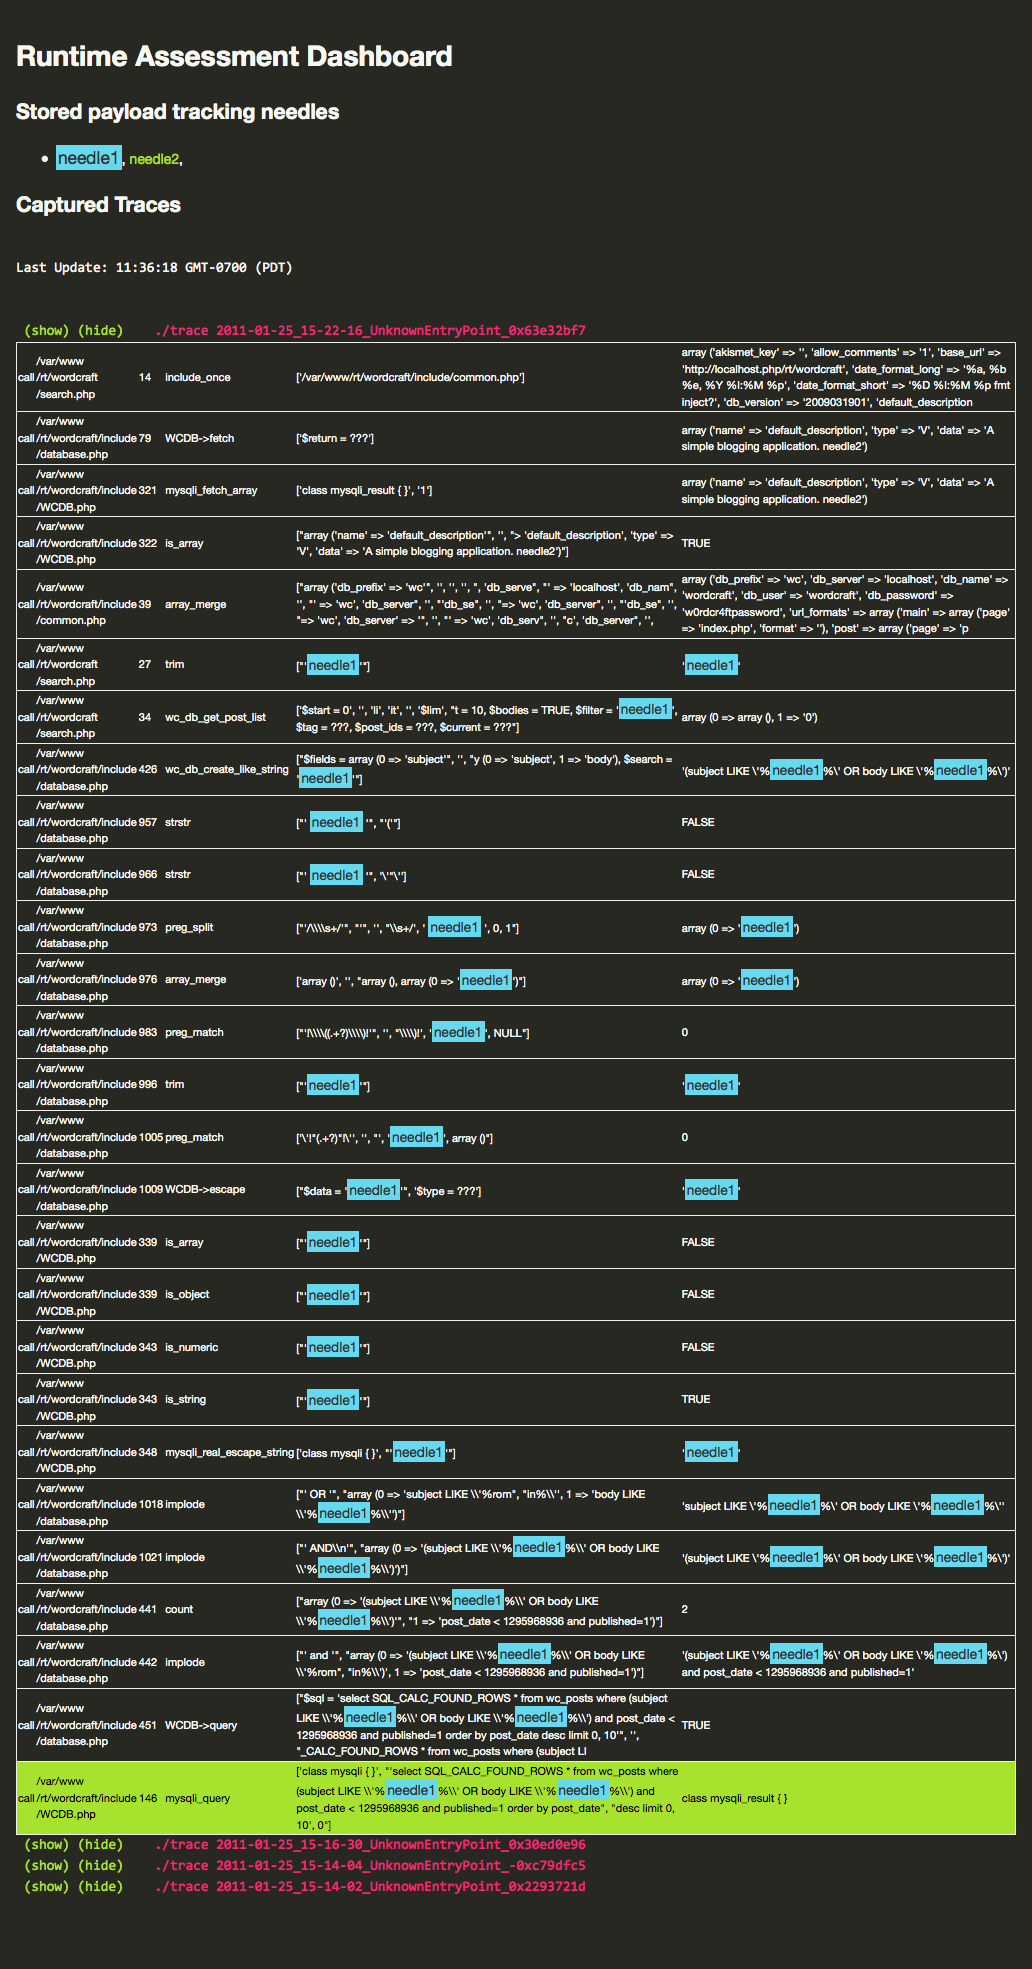 Runtime Assessment Dashboard
Stored payload tracking needles
• needle1, needle2,
Captured Traces
Last Update: 11:36:18 GMT-0700 (PDT)
(show) (hide) ./trace 2011-01-25_15-22-16_UnknownEntryPoint_0x63e32bf7
/var/www
call /rt/wordcraft 14 include_once ['/var/www/rt/wordcraft/include/common.php']
/search.php
array ('akismet_key' => '', 'allow_comments' => '1', 'base_url' =>
'http://localhost.php/rt/wordcraft', 'date_format_long' => '%a, %b
%e, %Y %l:%M %p', 'date_format_short' => '%D %l:%M %p fmt
inject?', 'db_version' => '2009031901', 'default_description
/var/www
call /rt/wordcraft/include 79 WCDB->fetch ['$return = ???']
/database.php
array ('name' => 'default_description', 'type' => 'V', 'data' => 'A
simple blogging application. needle2')
/var/www
call /rt/wordcraft/include 321 mysqli_fetch_array ['class mysqli_result { }', '1']
/WCDB.php
array ('name' => 'default_description', 'type' => 'V', 'data' => 'A
simple blogging application. needle2')
/var/www
call /rt/wordcraft/include 322 is_array
/WCDB.php
["array ('name' => 'default_description'", '', "> 'default_description', 'type' =>
'V', 'data' => 'A simple blogging application. needle2')"]
TRUE
/var/www
call /rt/wordcraft/include 39 array_merge
/common.php
["array ('db_prefix' => 'wc'", '', '', '', ", 'db_serve", "' => 'localhost', 'db_nam",
'', "' => 'wc', 'db_server", '', "'db_se", '', "=> 'wc', 'db_server", '', "'db_se", '',
"=> 'wc', 'db_server' => '", '', "' => 'wc', 'db_serv", '', "c', 'db_server", '',
array ('db_prefix' => 'wc', 'db_server' => 'localhost', 'db_name' =>
'wordcraft', 'db_user' => 'wordcraft', 'db_password' =>
'w0rdcr4ftpassword', 'url_formats' => array ('main' => array ('page'
=> 'index.php', 'format' => ''), 'post' => array ('page' => 'p
/var/www
call /rt/wordcraft 27 trim ["'needle1'"] 'needle1'
/search.php
/var/www
call /rt/wordcraft 34 wc_db_get_post_list
/search.php
['$start = 0', '', 'li', 'it', '', '$lim', "t = 10, $bodies = TRUE, $filter = 'needle1',
$tag = ???, $post_ids = ???, $current = ???"]
array (0 => array (), 1 => '0')
/var/www
call /rt/wordcraft/include 426 wc_db_create_like_string
/database.php
["$fields = array (0 => 'subject'", '', "y (0 => 'subject', 1 => 'body'), $search =
'needle1'"]
'(subject LIKE \'%needle1%\' OR body LIKE \'%needle1%\')'
/var/www
call /rt/wordcraft/include 957 strstr ["' needle1 '", "'('"] FALSE
/database.php
/var/www
call /rt/wordcraft/include 966 strstr ["' needle1 '", '\'"\''] FALSE
/database.php
/var/www
call /rt/wordcraft/include 973 preg_split ["'/\\\\s+/'", "'", '', "\\s+/', ' needle1 ', 0, 1"] array (0 => 'needle1')
/database.php
/var/www
call /rt/wordcraft/include 976 array_merge ['array ()', '', "array (), array (0 => 'needle1')"] array (0 => 'needle1')
/database.php
/var/www
call /rt/wordcraft/include 983 preg_match ["'!\\\\((.+?)\\\\)!'", '', "\\\\)!', 'needle1', NULL"] 0
/database.php
/var/www
call /rt/wordcraft/include 996 trim ["'needle1'"] 'needle1'
/database.php
/var/www
call /rt/wordcraft/include 1005 preg_match ['\'!"(.+?)"!\'', '', "', 'needle1', array ()"] 0
/database.php
/var/www
call /rt/wordcraft/include 1009 WCDB->escape ["$data = 'needle1'", '$type = ???'] 'needle1'
/database.php
/var/www
call /rt/wordcraft/include 339 is_array ["'needle1'"] FALSE
/WCDB.php
/var/www
call /rt/wordcraft/include 339 is_object ["'needle1'"] FALSE
/WCDB.php
/var/www
call /rt/wordcraft/include 343 is_numeric ["'needle1'"] FALSE
/WCDB.php
/var/www
call /rt/wordcraft/include 343 is_string ["'needle1'"] TRUE
/WCDB.php
/var/www
call /rt/wordcraft/include 348 mysqli_real_escape_string ['class mysqli { }', "'needle1'"] 'needle1'
/WCDB.php
/var/www
call /rt/wordcraft/include 1018 implode
/database.php
["' OR '", "array (0 => 'subject LIKE \\'%rom", "in%\\'', 1 => 'body LIKE
\\'%needle1%\\'')"]
'subject LIKE \'%needle1%\' OR body LIKE \'%needle1%\''
/var/www
call /rt/wordcraft/include 1021 implode
/database.php
["' AND\\n'", "array (0 => '(subject LIKE \\'%needle1%\\' OR body LIKE
\\'%needle1%\\')')"]
'(subject LIKE \'%needle1%\' OR body LIKE \'%needle1%\')'
/var/www
call /rt/wordcraft/include 441 count
/database.php
["array (0 => '(subject LIKE \\'%needle1%\\' OR body LIKE
\\'%needle1%\\')'", "1 => 'post_date < 1295968936 and published=1')"]
2
/var/www
call /rt/wordcraft/include 442 implode
/database.php
["' and '", "array (0 => '(subject LIKE \\'%needle1%\\' OR body LIKE
\\'%rom", "in%\\')', 1 => 'post_date < 1295968936 and published=1')"]
'(subject LIKE \'%needle1%\' OR body LIKE \'%needle1%\')
and post_date < 1295968936 and published=1'
/var/www
call /rt/wordcraft/include 451 WCDB->query
/database.php
["$sql = 'select SQL_CALC_FOUND_ROWS * from wc_posts where (subject
LIKE \\'%needle1%\\' OR body LIKE \\'%needle1%\\') and post_date <
1295968936 and published=1 order by post_date desc limit 0, 10'", '',
"_CALC_FOUND_ROWS * from wc_posts where (subject LI
TRUE
/var/www
call /rt/wordcraft/include 146 mysqli_query
/WCDB.php
['class mysqli { }', "'select SQL_CALC_FOUND_ROWS * from wc_posts where
(subject LIKE \\'%needle1%\\' OR body LIKE \\'%needle1%\\') and
post_date < 1295968936 and published=1 order by post_date", "desc limit 0,
10', 0"]
class mysqli_result { }
(show) (hide) ./trace 2011-01-25_15-16-30_UnknownEntryPoint_0x30ed0e96
(show) (hide) ./trace 2011-01-25_15-14-04_UnknownEntryPoint_-0xc79dfc5
(show) (hide) ./trace 2011-01-25_15-14-02_UnknownEntryPoint_0x2293721d